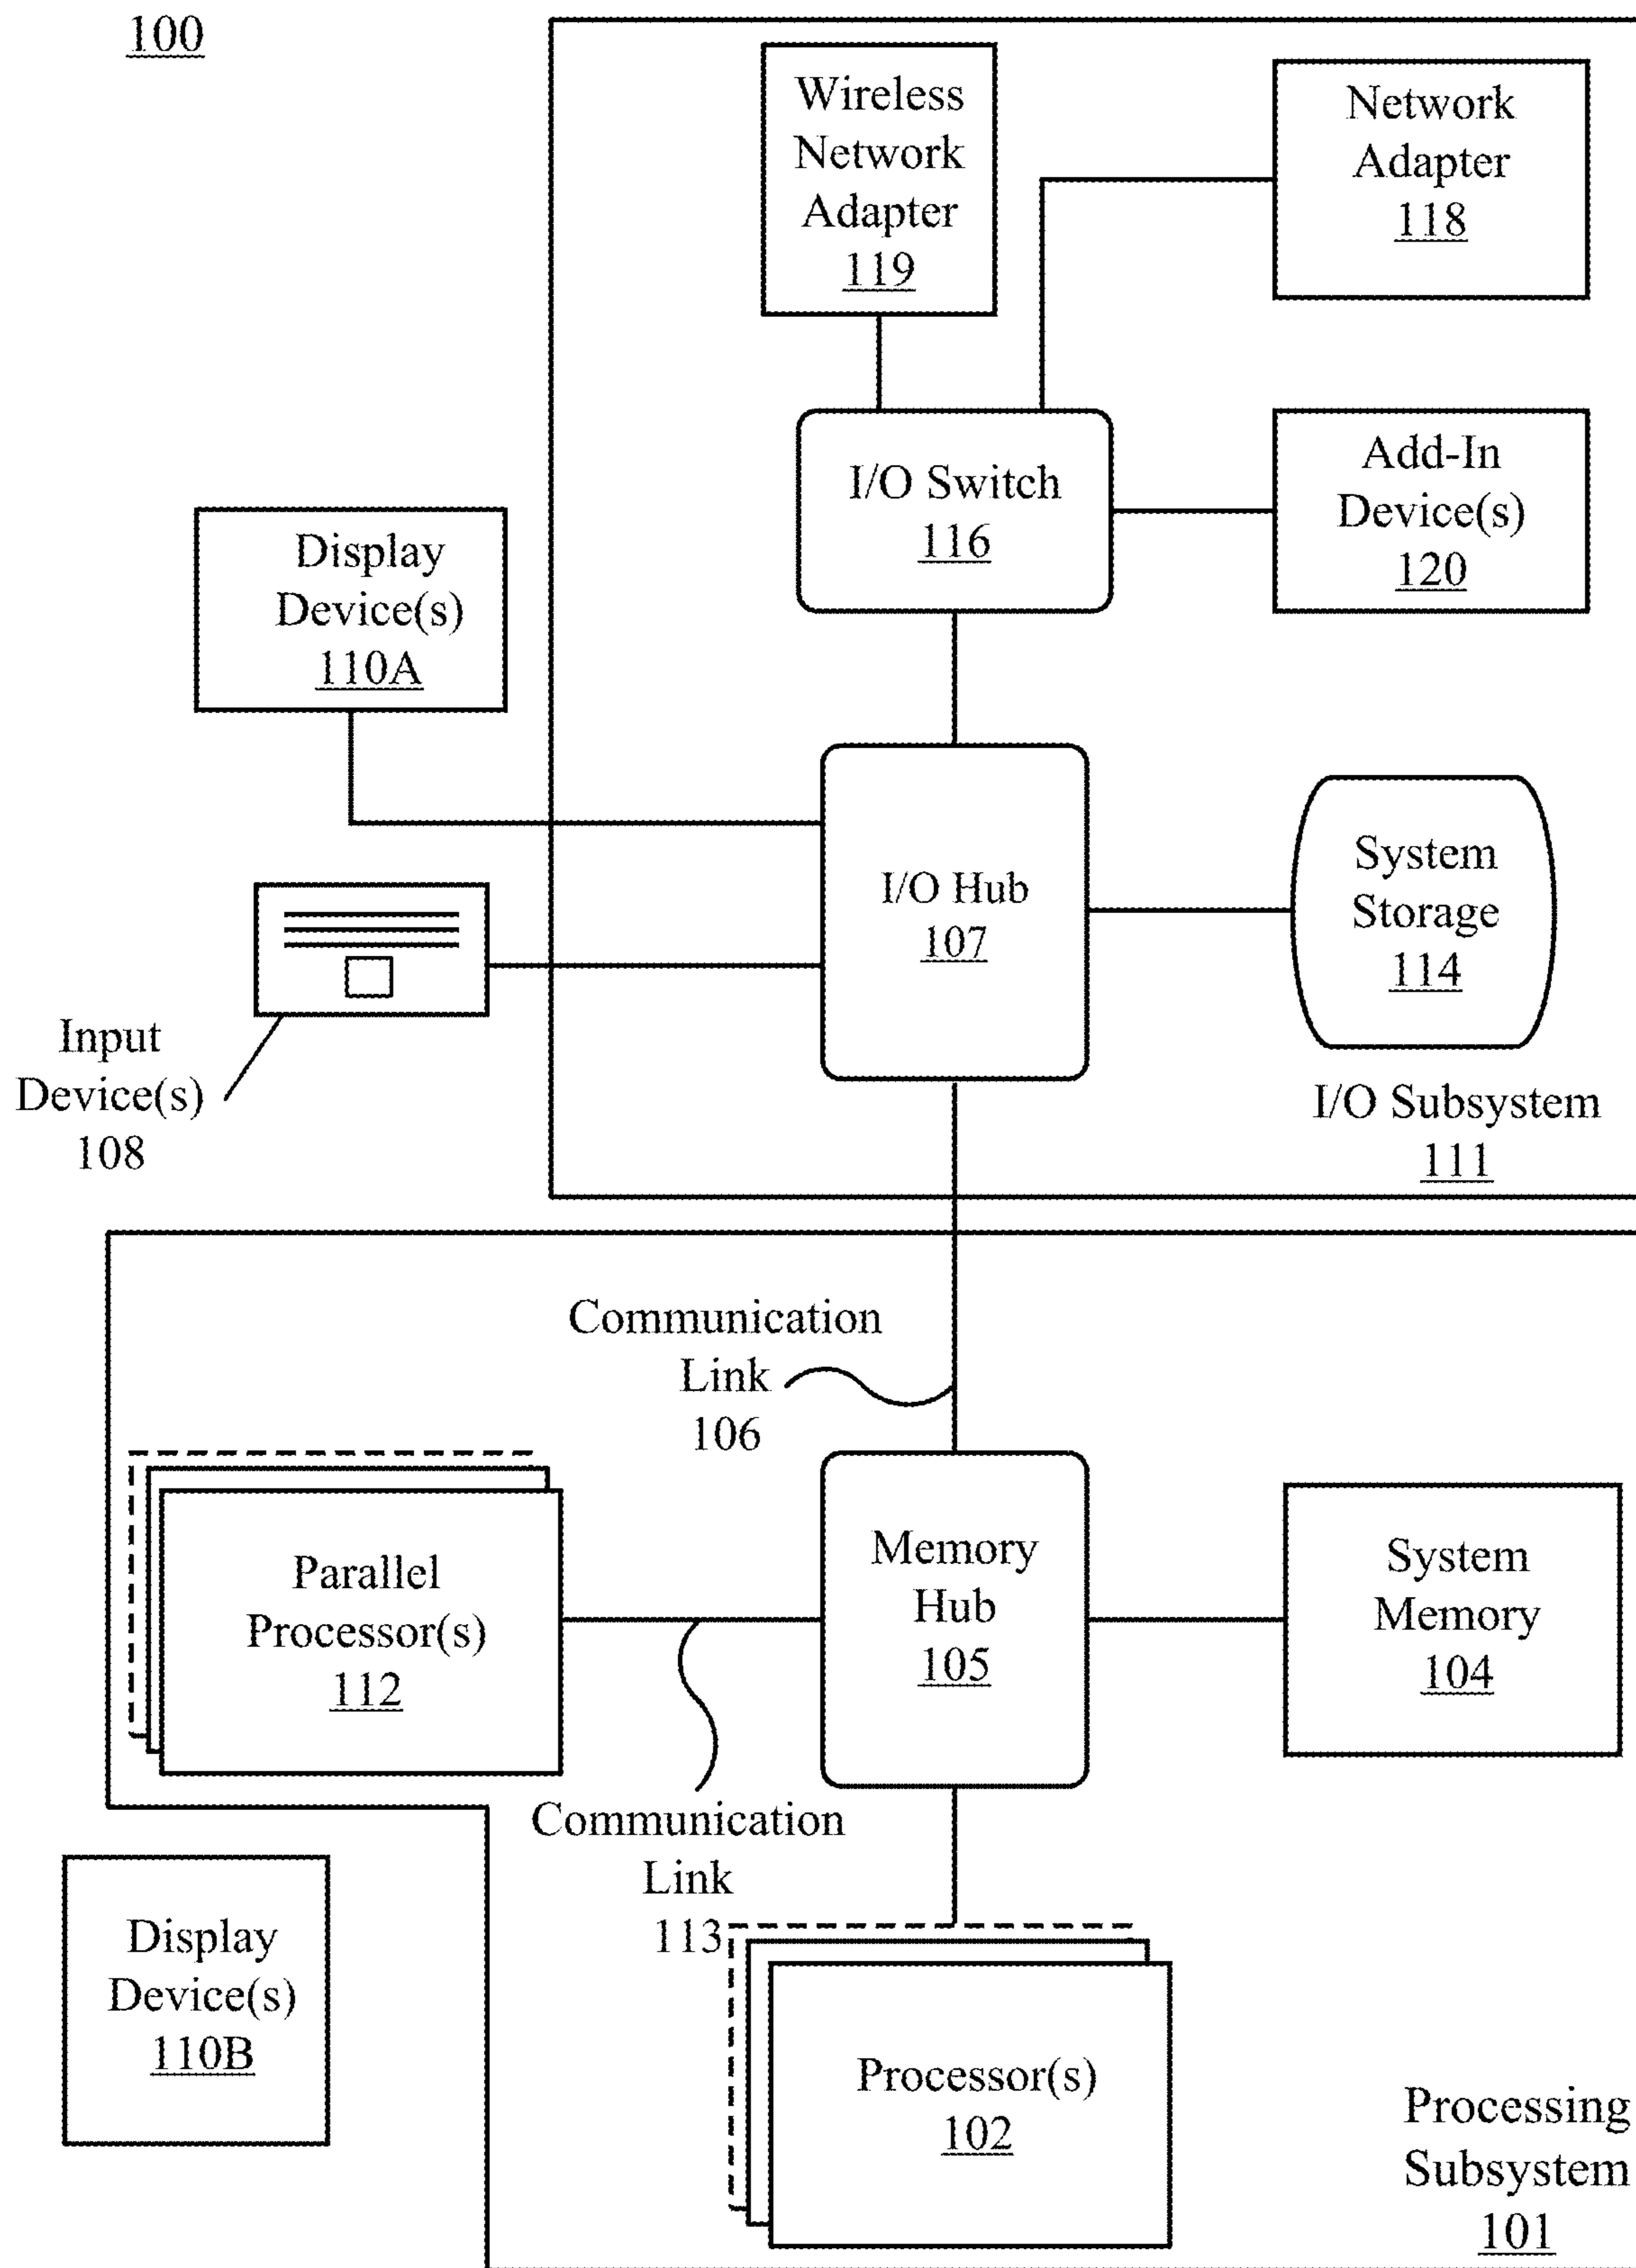 100
Wireless
Network
Adapter
119
Network
Adapter
118
I/O Switch
116
Add-In
Device(s)
120
Display
Device(s)
110A
I/O Hub
107
System
Storage
114
Input
Device(s)
108
I/O Subsystem
111
Communication
Link
106
Parallel
Processor(s)
112
Memory
Hub
105
System
Memory
104
Communication
Link
113
Display
Device(s)
110B
Processor(s)
102
Processing
Subsystem
101